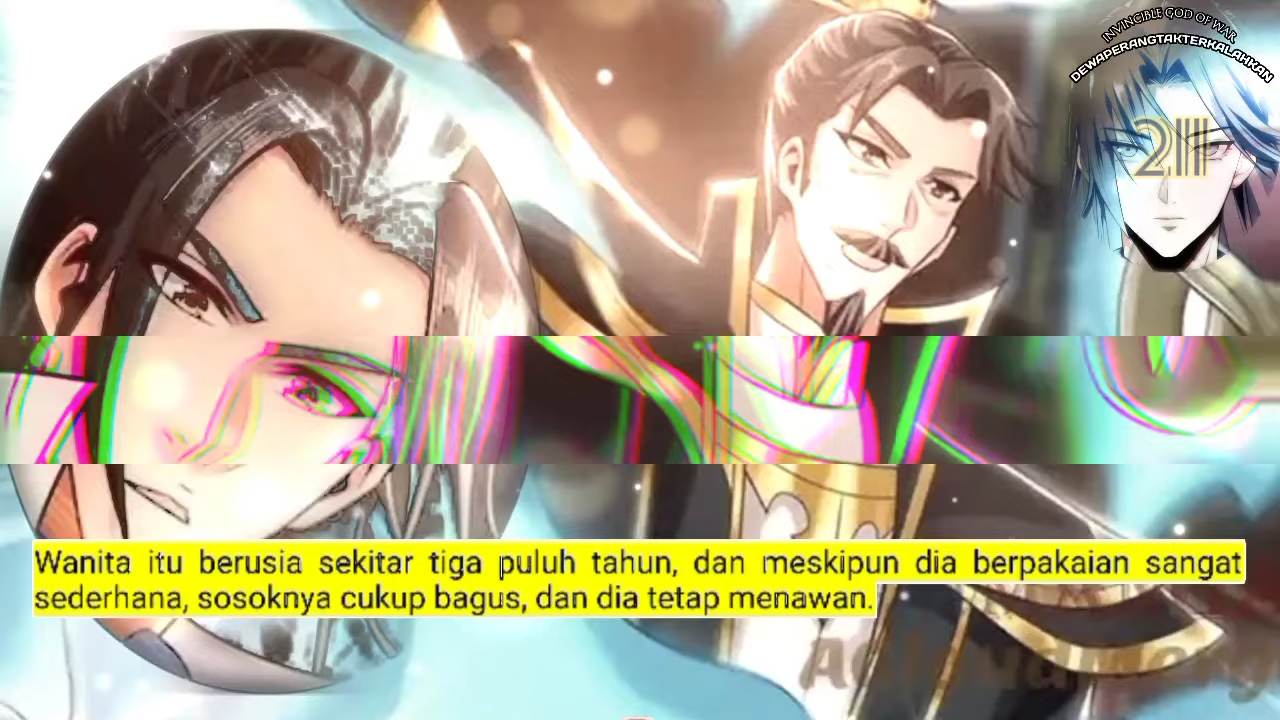 INVINCIBLE GOD OF WAR
DEWAPERANGTAKTERKALAHKAN
Wanita itu berusia sekitar tiga puluh tahun, dan meskipun dia berpakaian sangat
sederhana, sosoknya cukup bagus, dan dia tetap menawan.